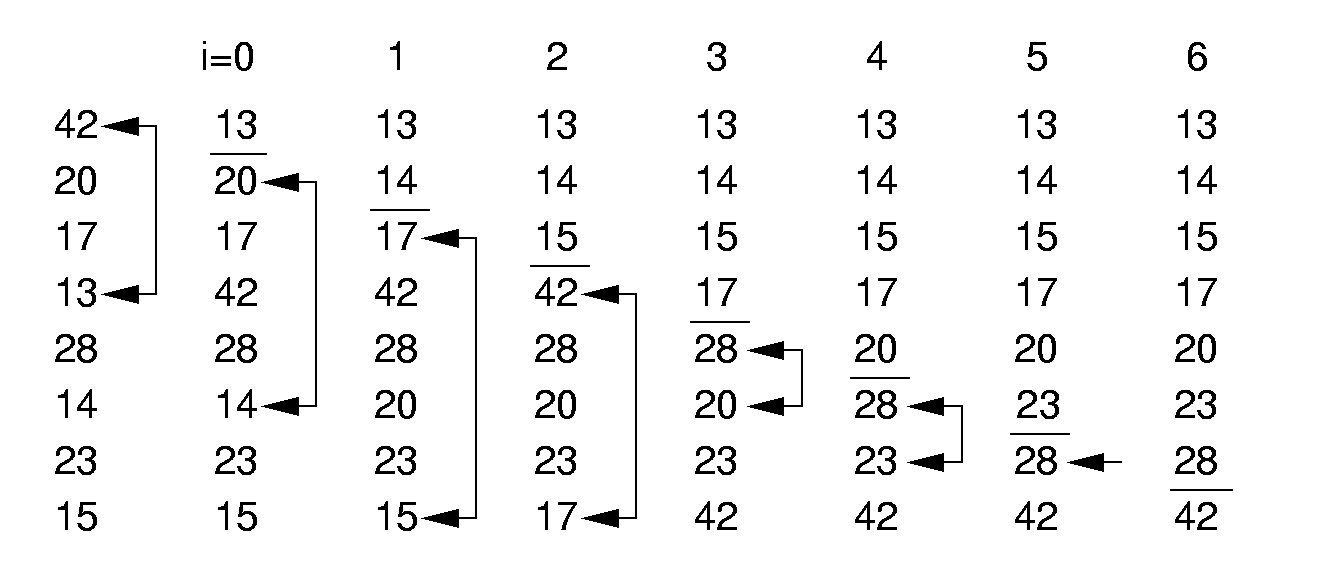 i=0 1 2 3 4 5 6
42 13 13 13 13 13 13 13
20 20 14 14 14 14 14 14
17 17 17 15 15 15 15 15
13 42 42 42 17 17 17 17
28 28 28 28 28 20 20 20
14 14 20 20 20 28 23 23
23 23 23 23 23 23 28 28
15 15 15 17 42 42 42 42